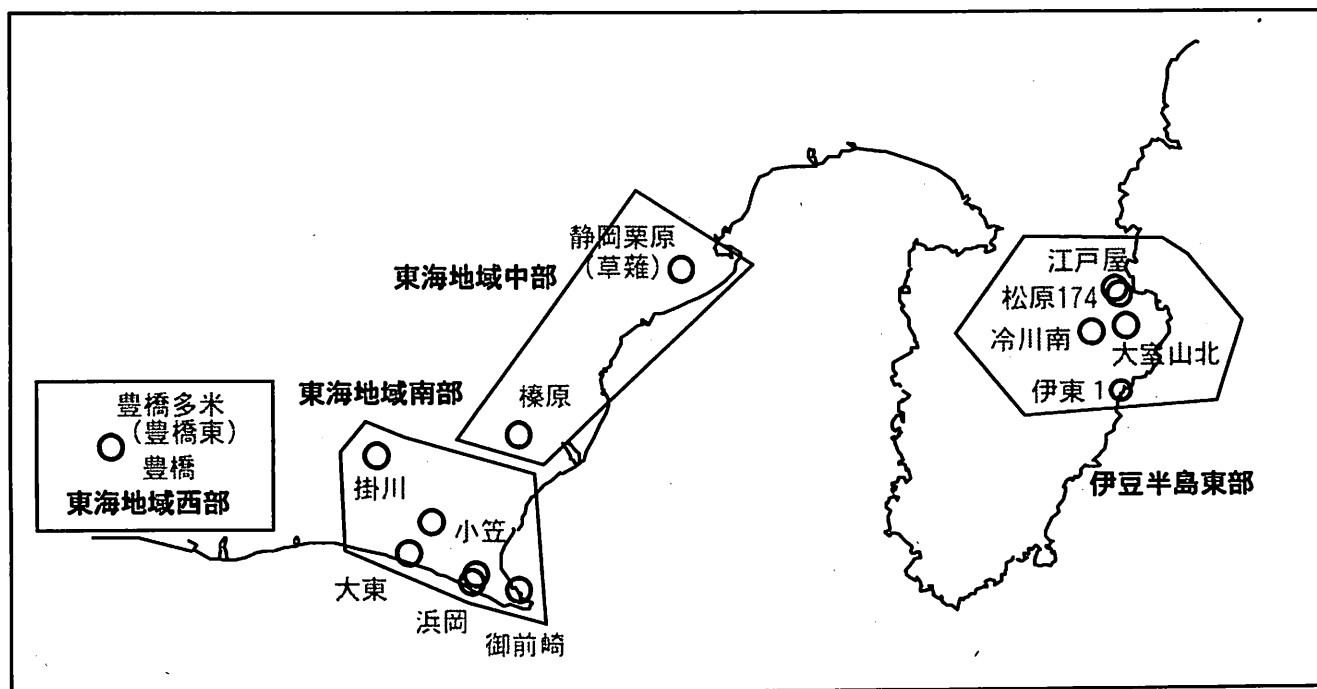 静岡栗原
(草薙)
東海地域中部
江戸屋
松原174
冷川南
大室山北
伊東1
伊豆半島東部
東海地域南部
榛原
豊橋多米
(豊橋東)
豊橋
東海地域西部
掛川
小笠
大東
浜岡
御前崎